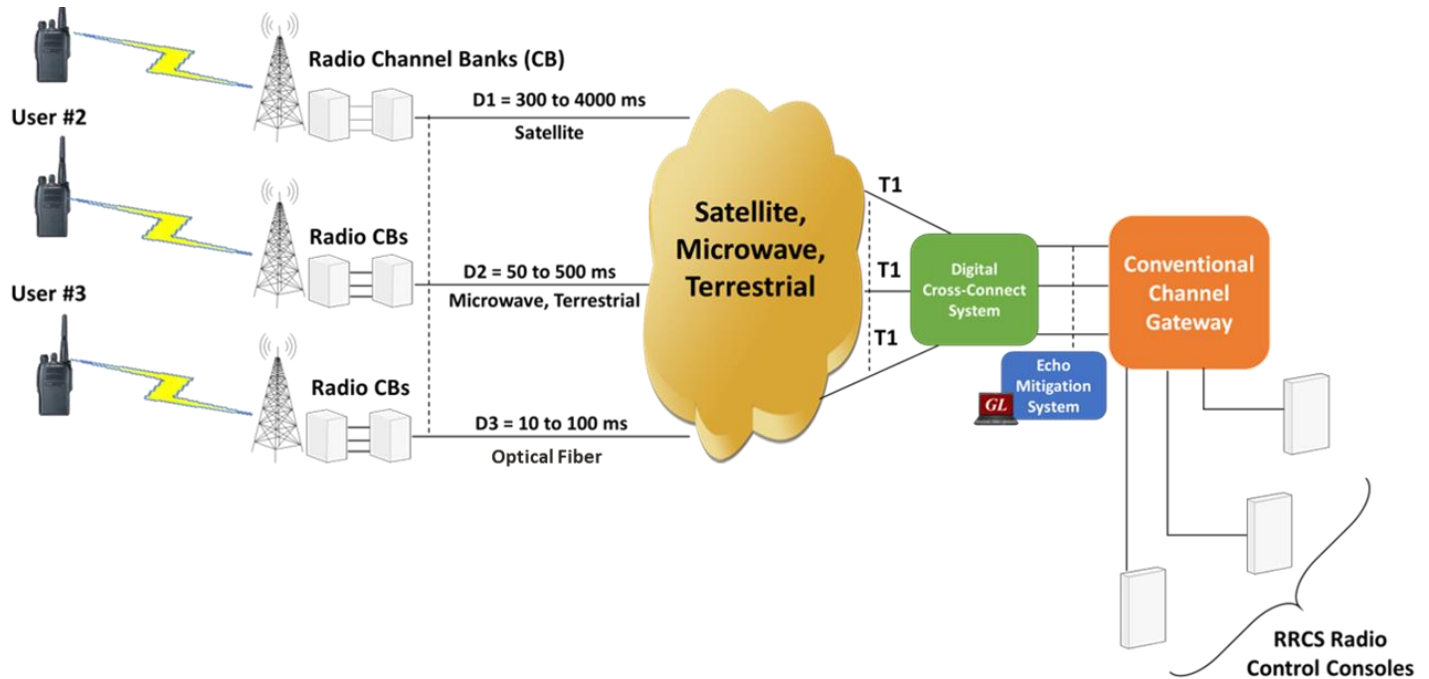 Radio Channel Banks (CB)
D1 = 300 to 4000 ms
Satellite
User #2
Radio CBs
D2 = 50 to 500 ms
Microwave, Terrestrial
User #3
Radio CBs
D3 = 10 to 100 ms
Optical Fiber
Satellite,
Microwave,
Terrestrial
T1
T1
T1
Digital
Cross-Connect
System
Conventional
Channel
Gateway
Echo
Mitigation
System
GL
RRCS Radio
Control Consoles